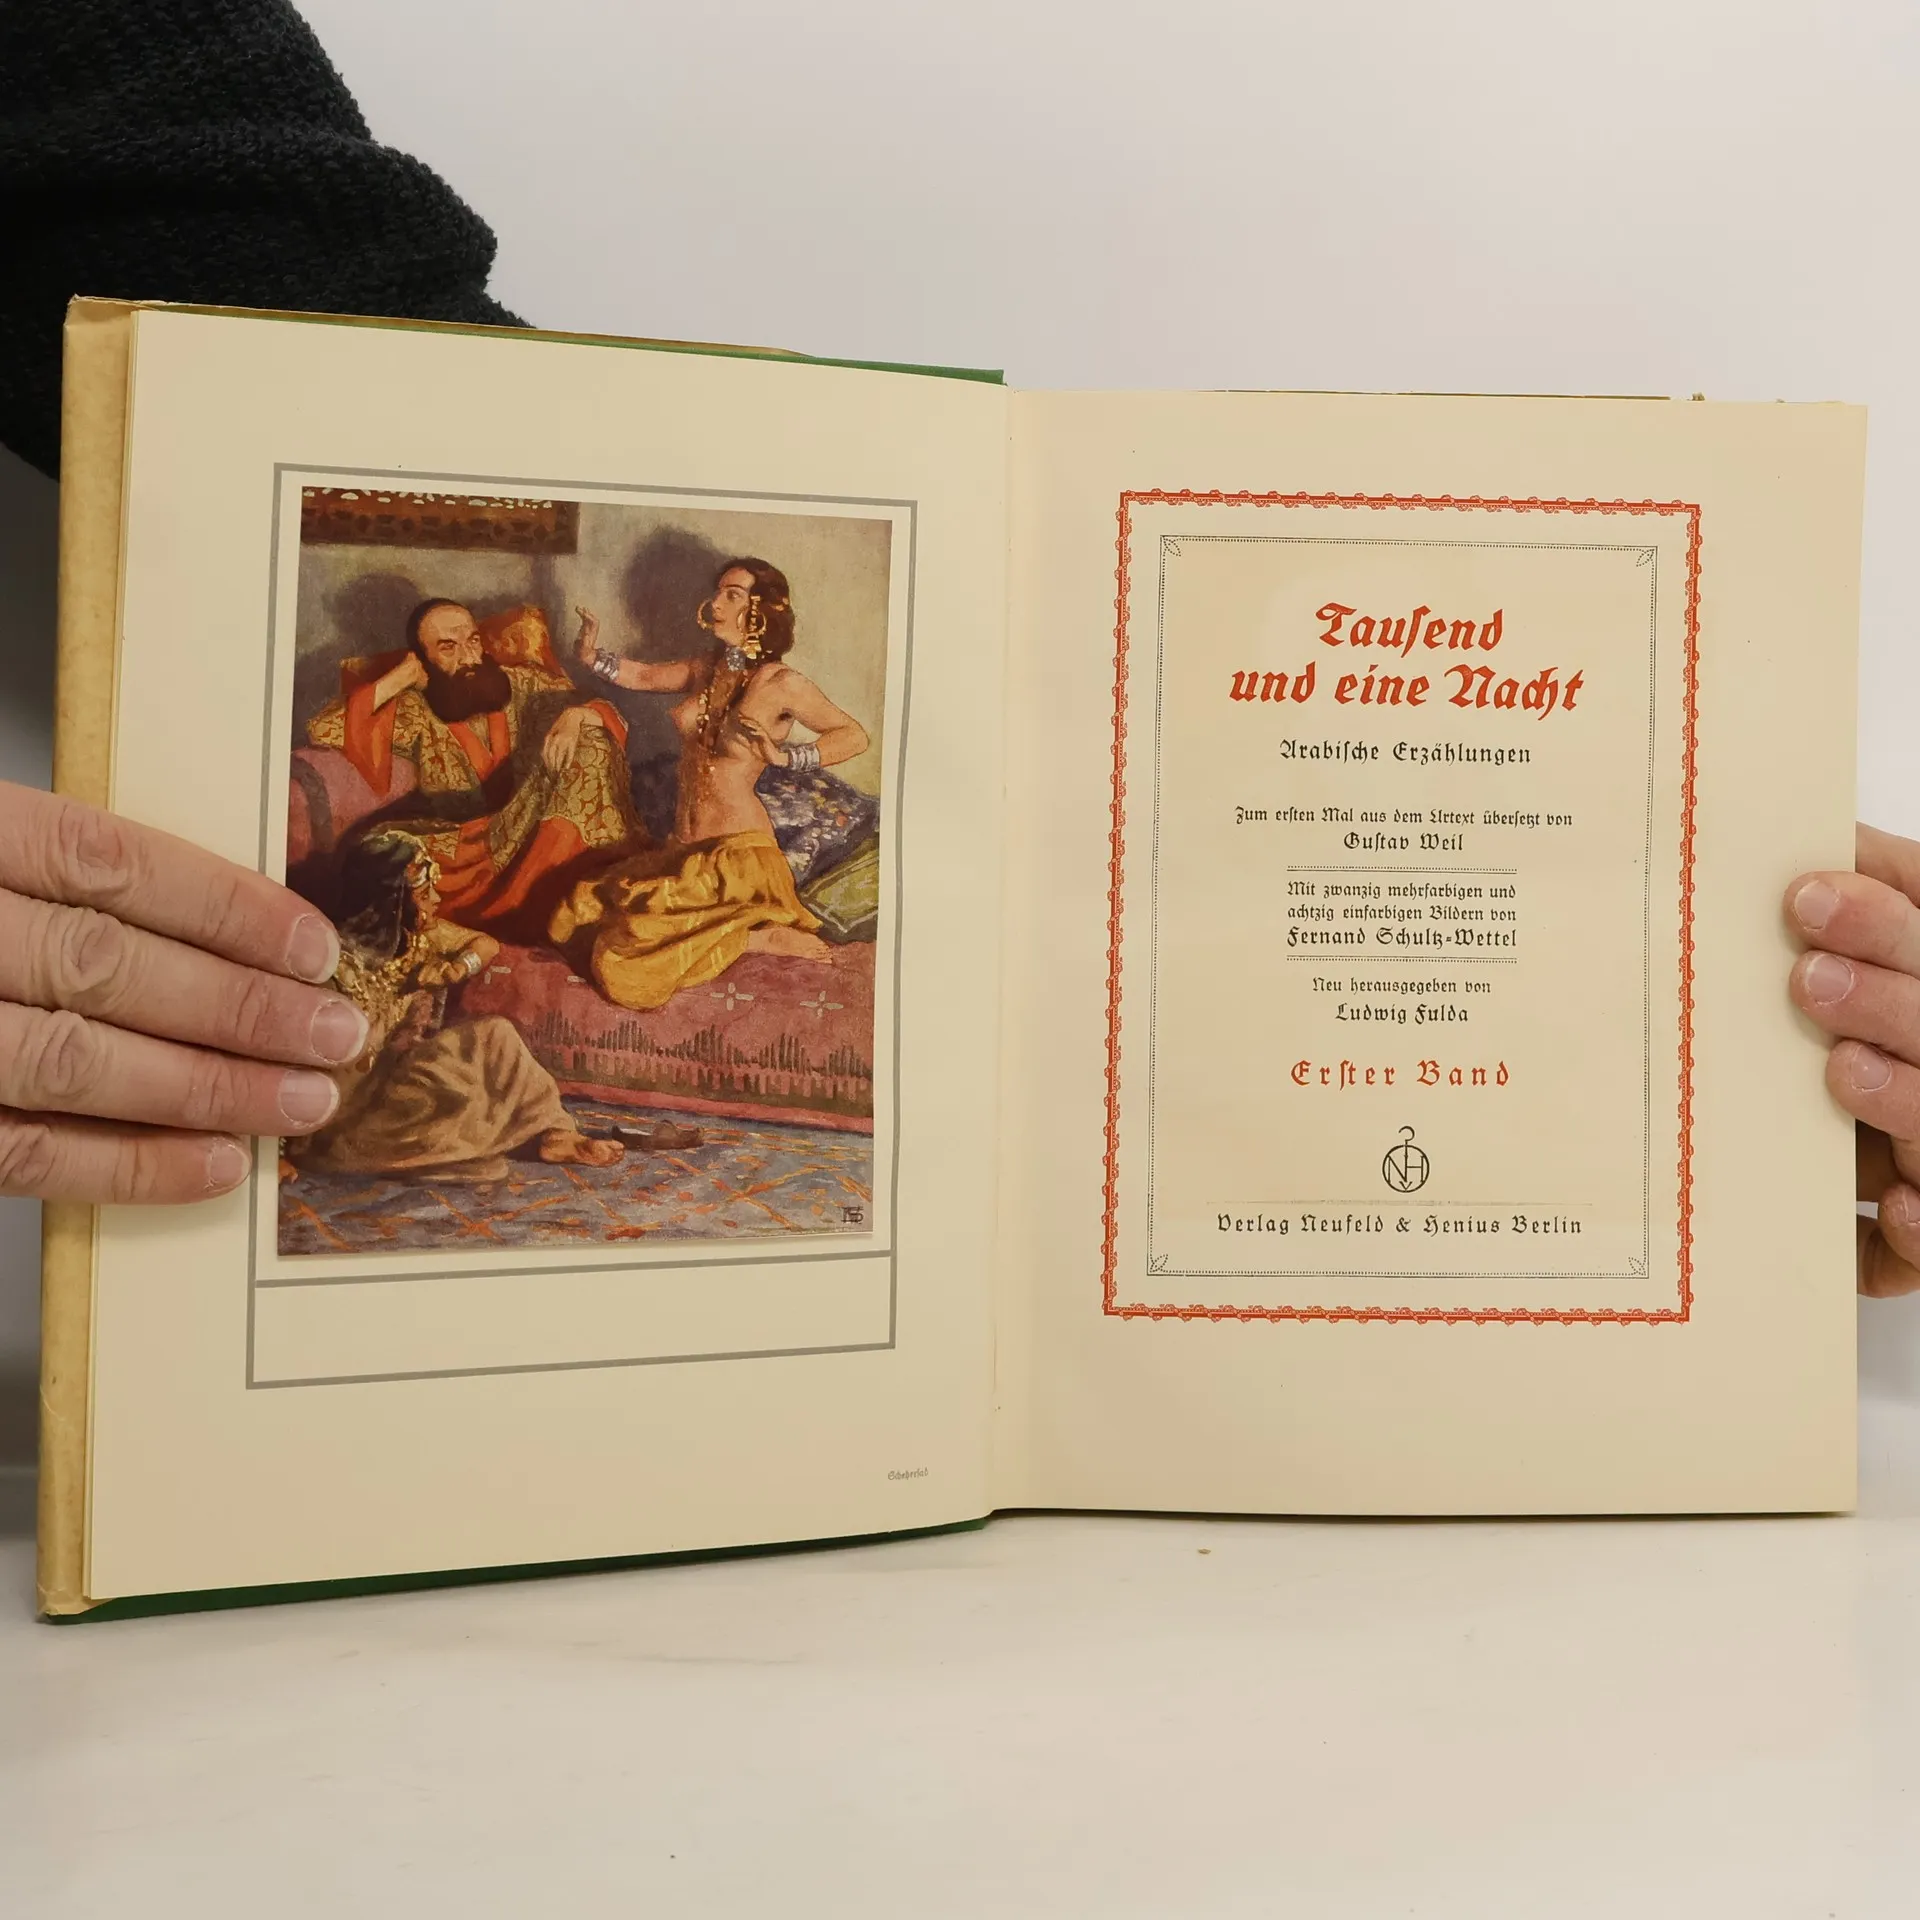 Scheherſad
Tauſend
und eine Nacht
Arabiſche Erzählungen
Zum erſten Mal aus dem Urtext überſetzt von
Guſtav Weil
Mit zwanzig mehrfarbigen und
achtzig einfarbigen Bildern von
Fernand Schultz-Wettel
Neu herausgegeben von
Ludwig Fulda
Erſter Band
NH
V
Verlag Neufeld & Henius Berlin